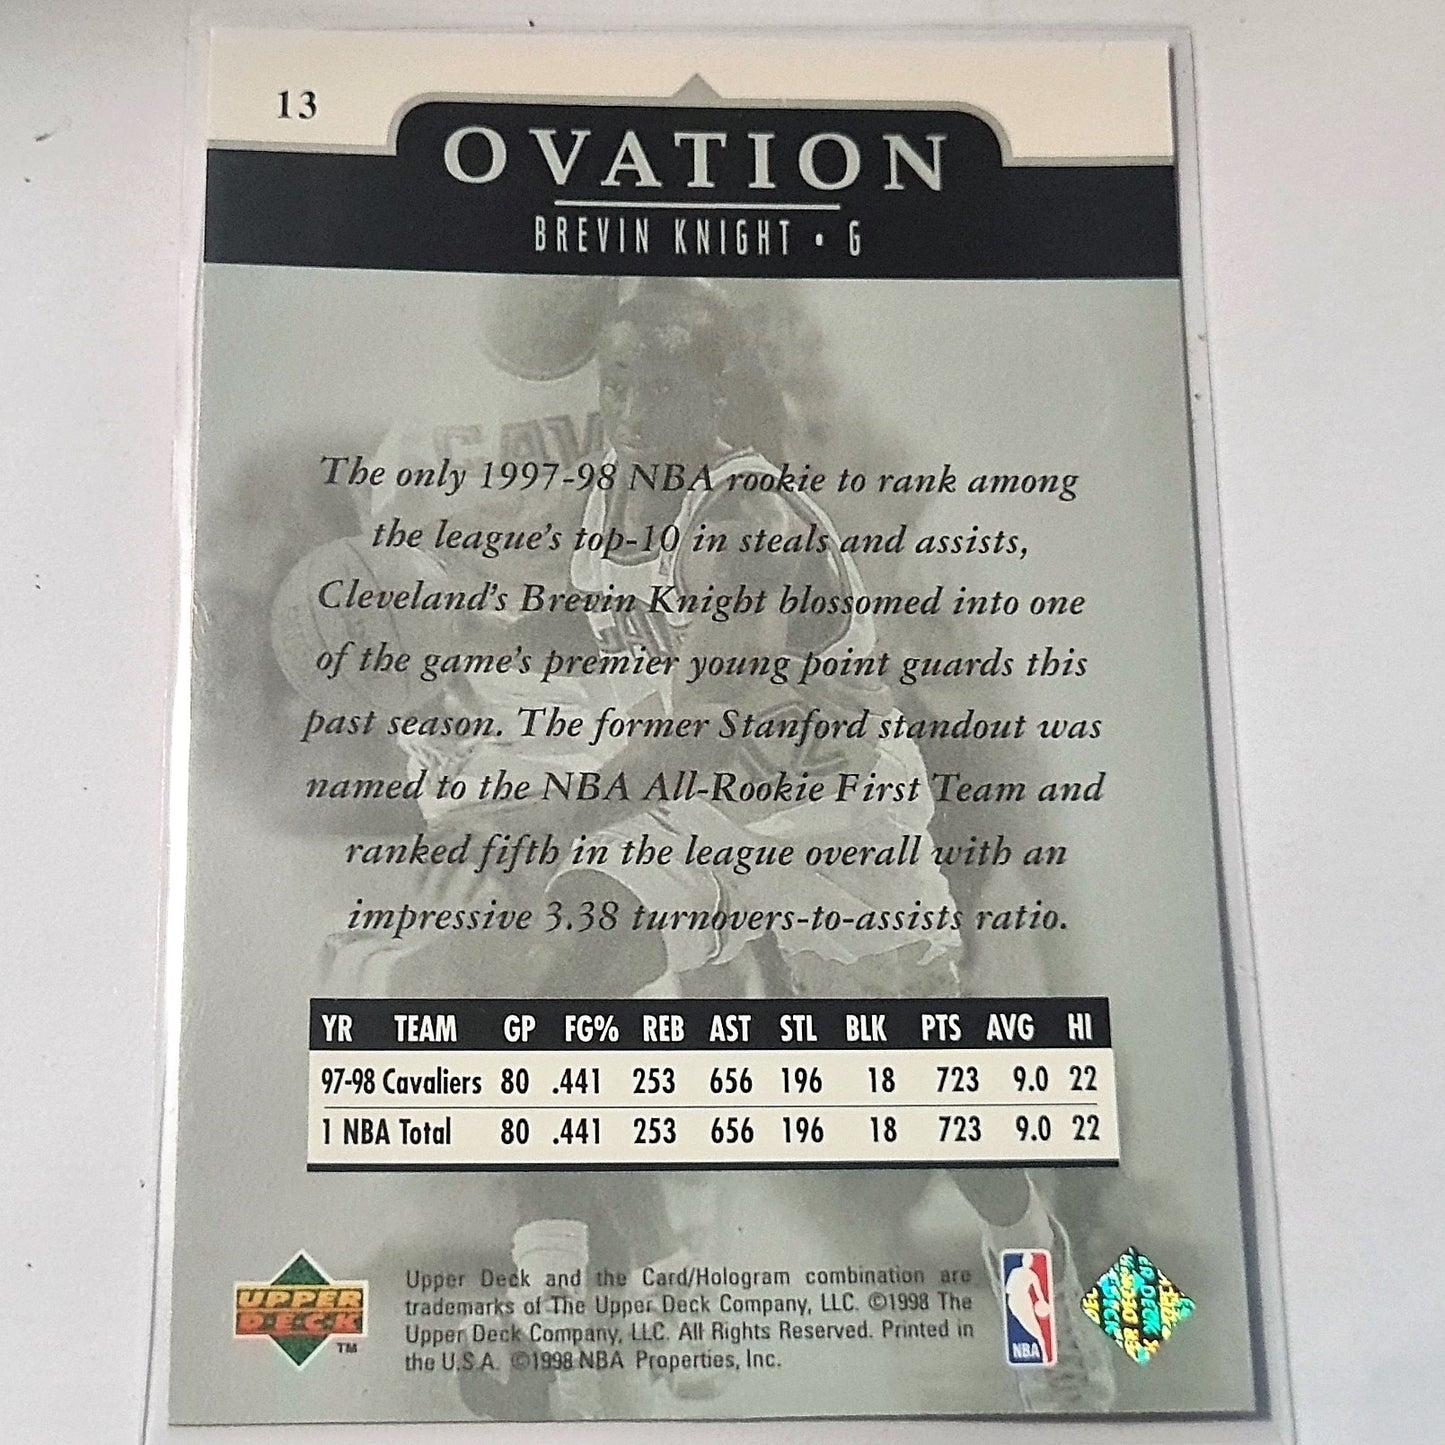 13
OVATION
BREVIN KNIGHT • G
The only 1997-98 NBA rookie to rank among
the league's top-10 in steals and assists,
Cleveland's Brevin Knight blossomed into one
of the game's premier young point guards this
past season. The former Stanford standout was
named to the NBA All-Rookie First Team and
ranked fifth in the league overall with an
impressive 3.38 turnovers-to-assists ratio.
YR TEAM GP FG% REB AST STL BLK PTS AVG HI
97-98 Cavaliers 80 .441 253 656 196 18 723 9.0 22
1 NBA Total 80 .441 253 656 196 18 723 9.0 22
UPPER
DECK
TM
Upper Deck and the Card/Hologram combination are
trademarks of The Upper Deck Company, LLC. ©1998 The
Upper Deck Company, LLC. All Rights Reserved. Printed in
the U.S.A. ©1998 NBA Properties, Inc.
NBA